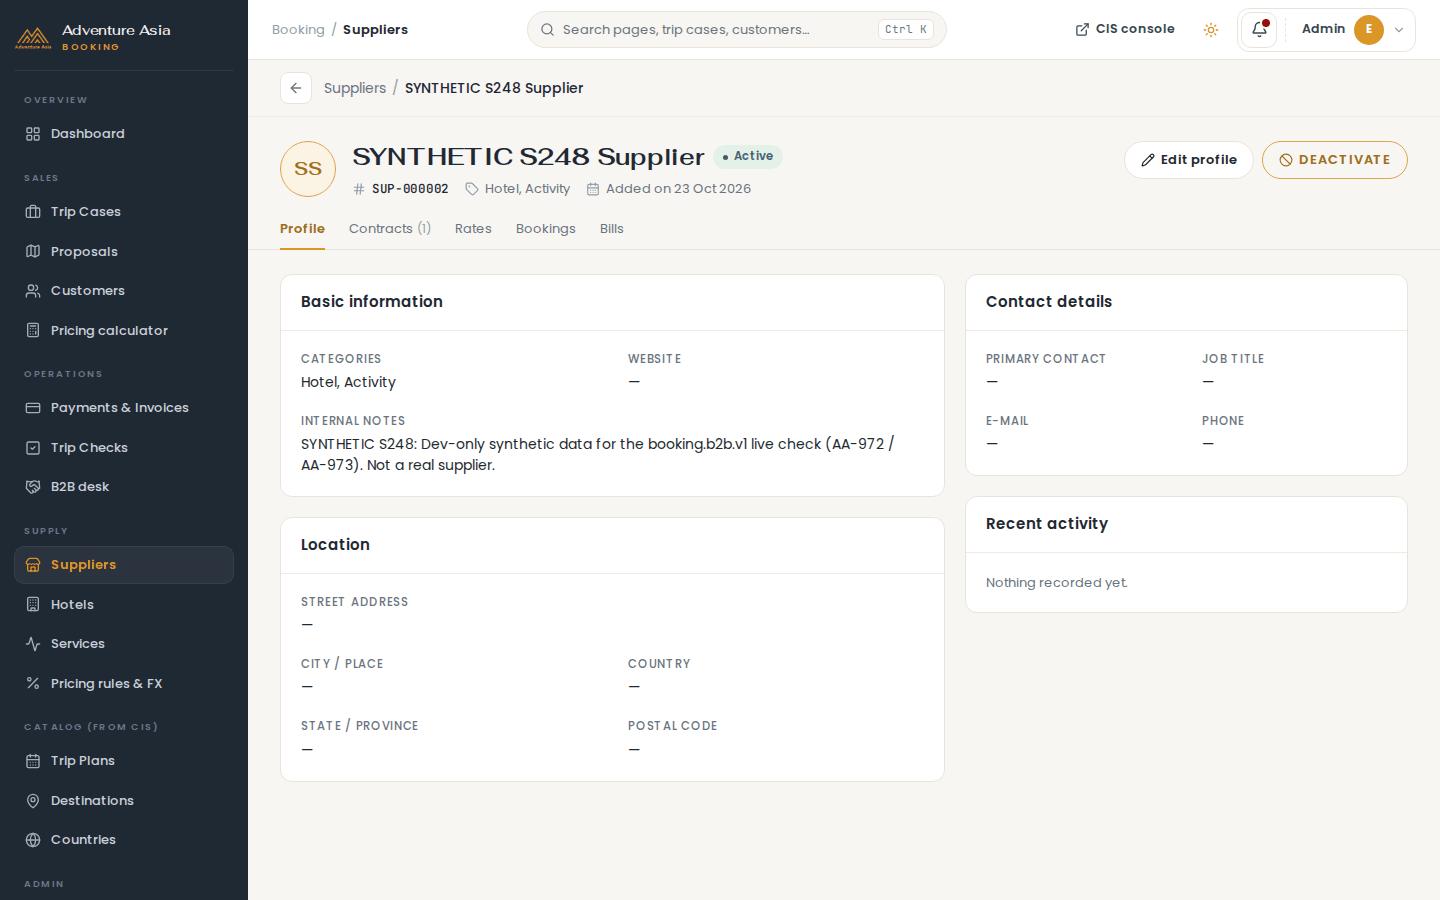 Adventure Asia
BOOKING
Adventure Asia
Booking / Suppliers
Search pages, trip cases, customers...
Ctrl K
CIS console
Admin
E
OVERVIEW
Dashboard
SALES
Trip Cases
Proposals
Customers
Pricing calculator
OPERATIONS
Payments & Invoices
Trip Checks
B2B desk
SUPPLY
Suppliers
Hotels
Services
Pricing rules & FX
CATALOG (FROM CIS)
Trip Plans
Destinations
Countries
ADMIN
Suppliers / SYNTHETIC S248 Supplier
SS
SYNTHETIC S248 Supplier
Active
SUP-000002
Hotel, Activity
Added on 23 Oct 2026
Edit profile
DEACTIVATE
Profile
Contracts (1)
Rates
Bookings
Bills
Basic information
CATEGORIES
Hotel, Activity
WEBSITE
—
INTERNAL NOTES
SYNTHETIC S248: Dev-only synthetic data for the booking.b2b.v1 live check (AA-972 /
AA-973). Not a real supplier.
Location
STREET ADDRESS
—
CITY / PLACE
—
COUNTRY
—
STATE / PROVINCE
—
POSTAL CODE
—
Contact details
PRIMARY CONTACT
—
JOB TITLE
—
E-MAIL
—
PHONE
—
Recent activity
Nothing recorded yet.